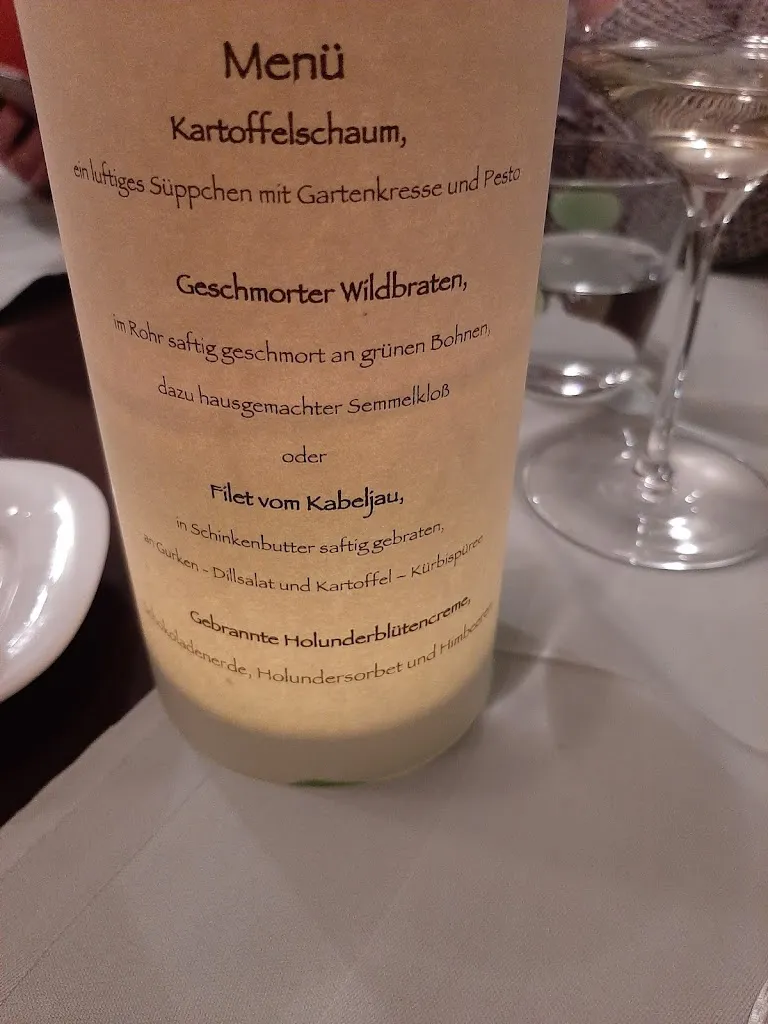 Menü
Kartoffelschaum,
ein luftiges Süppchen mit Gartenkresse und Pesto
Geschmorter Wildbraten,
im Rohr saftig geschmort an grünen Bohnen,
dazu hausgemachter Semmelkloß
oder
Filet vom Kabeljau,
in Schinkenbutter saftig gebraten,
an Gurken - Dillsalat und Kartoffel – Kürbispüree
Gebrannte Holunderblütencreme,
Schokoladenerde, Holundersorbet und Himbeeren